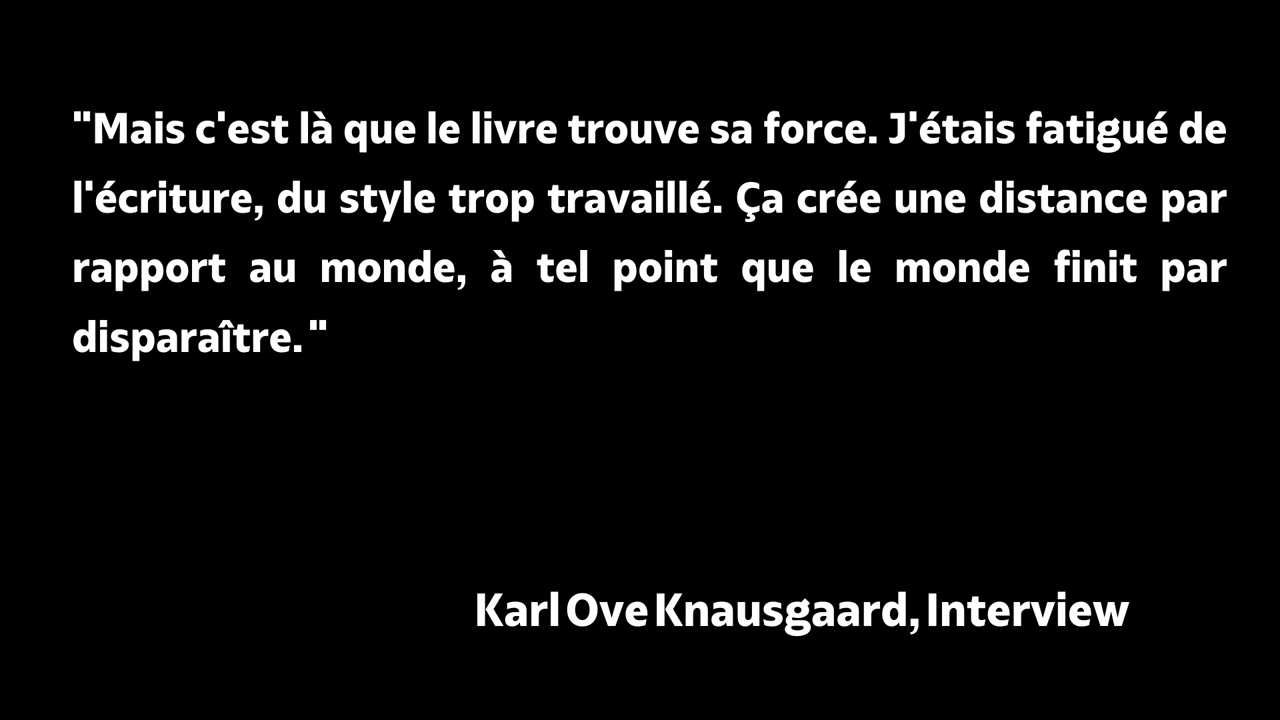 "Mais c'est là que le livre trouve sa force. J'étais fatigué de
l'écriture, du style trop travaillé. Ça crée une distance par
rapport au monde, à tel point que le monde finit par
disparaître."
Karl Ove Knausgaard, Interview